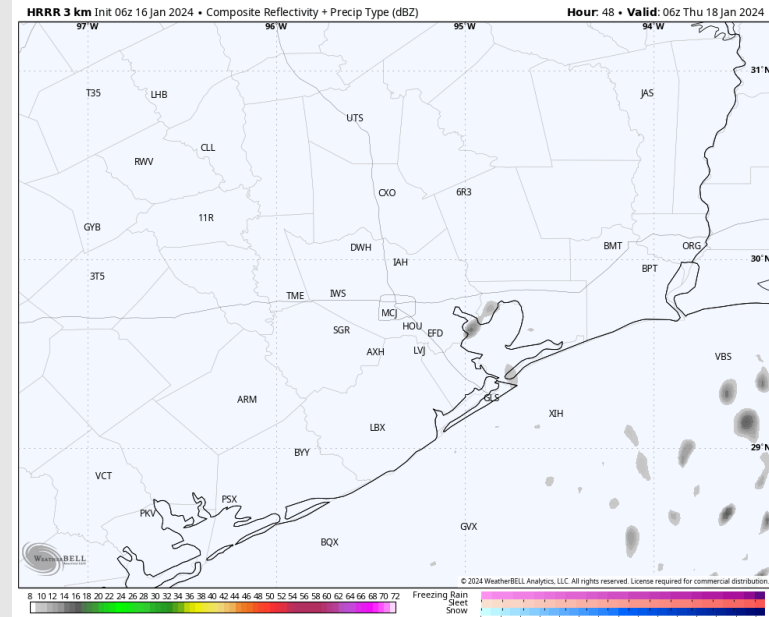 HRRR 3 km Init 06z 16 Jan 2024 • Composite Reflectivity + Precip Type (dBZ)
Hour: 48 • Valid: 06z Thu 18 Jan 2024
97°W 96°W 95°W 94°W
31°N
T35 LHB JAS
UTS
CLL
RWV
CXO 6R3
11R
GYB
DWH BMT ORG
IAH 30°N
BPT
3T5
TME IWS
MCJ
SGR HOU EFD
AXH LVJ VBS
ARM GLS
XIH
LBX
BYY 29°N
VCT
PSX
PKV
GVX
BQX
WEATHERBELL
© 2024 WeatherBELL Analytics, LLC. All rights reserved. License required for commercial distribution.
8 10 12 14 16 18 20 22 24 26 28 30 32 34 36 38 40 42 44 46 48 50 52 54 56 58 60 62 64 66 68 70 72
Freezing Rain
Sleet
Snow